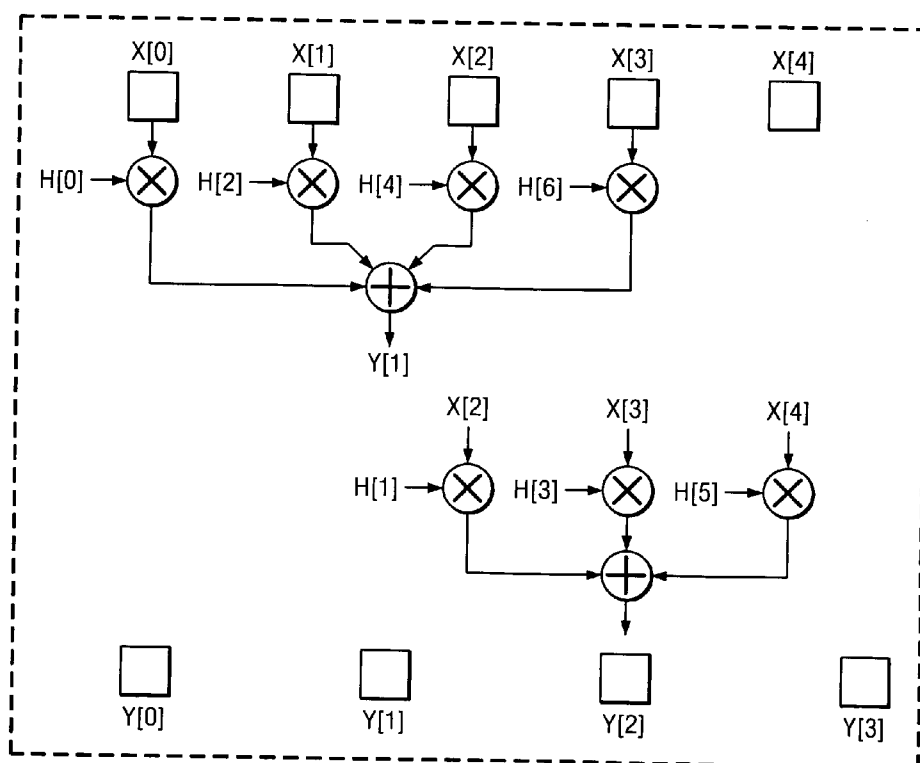 X[0] X[1] X[2] X[3] X[4]
H[0] H[2] H[4] H[6]
Y[1]
X[2] X[3] X[4]
H[1] H[3] H[5]
Y[0] Y[1] Y[2] Y[3]